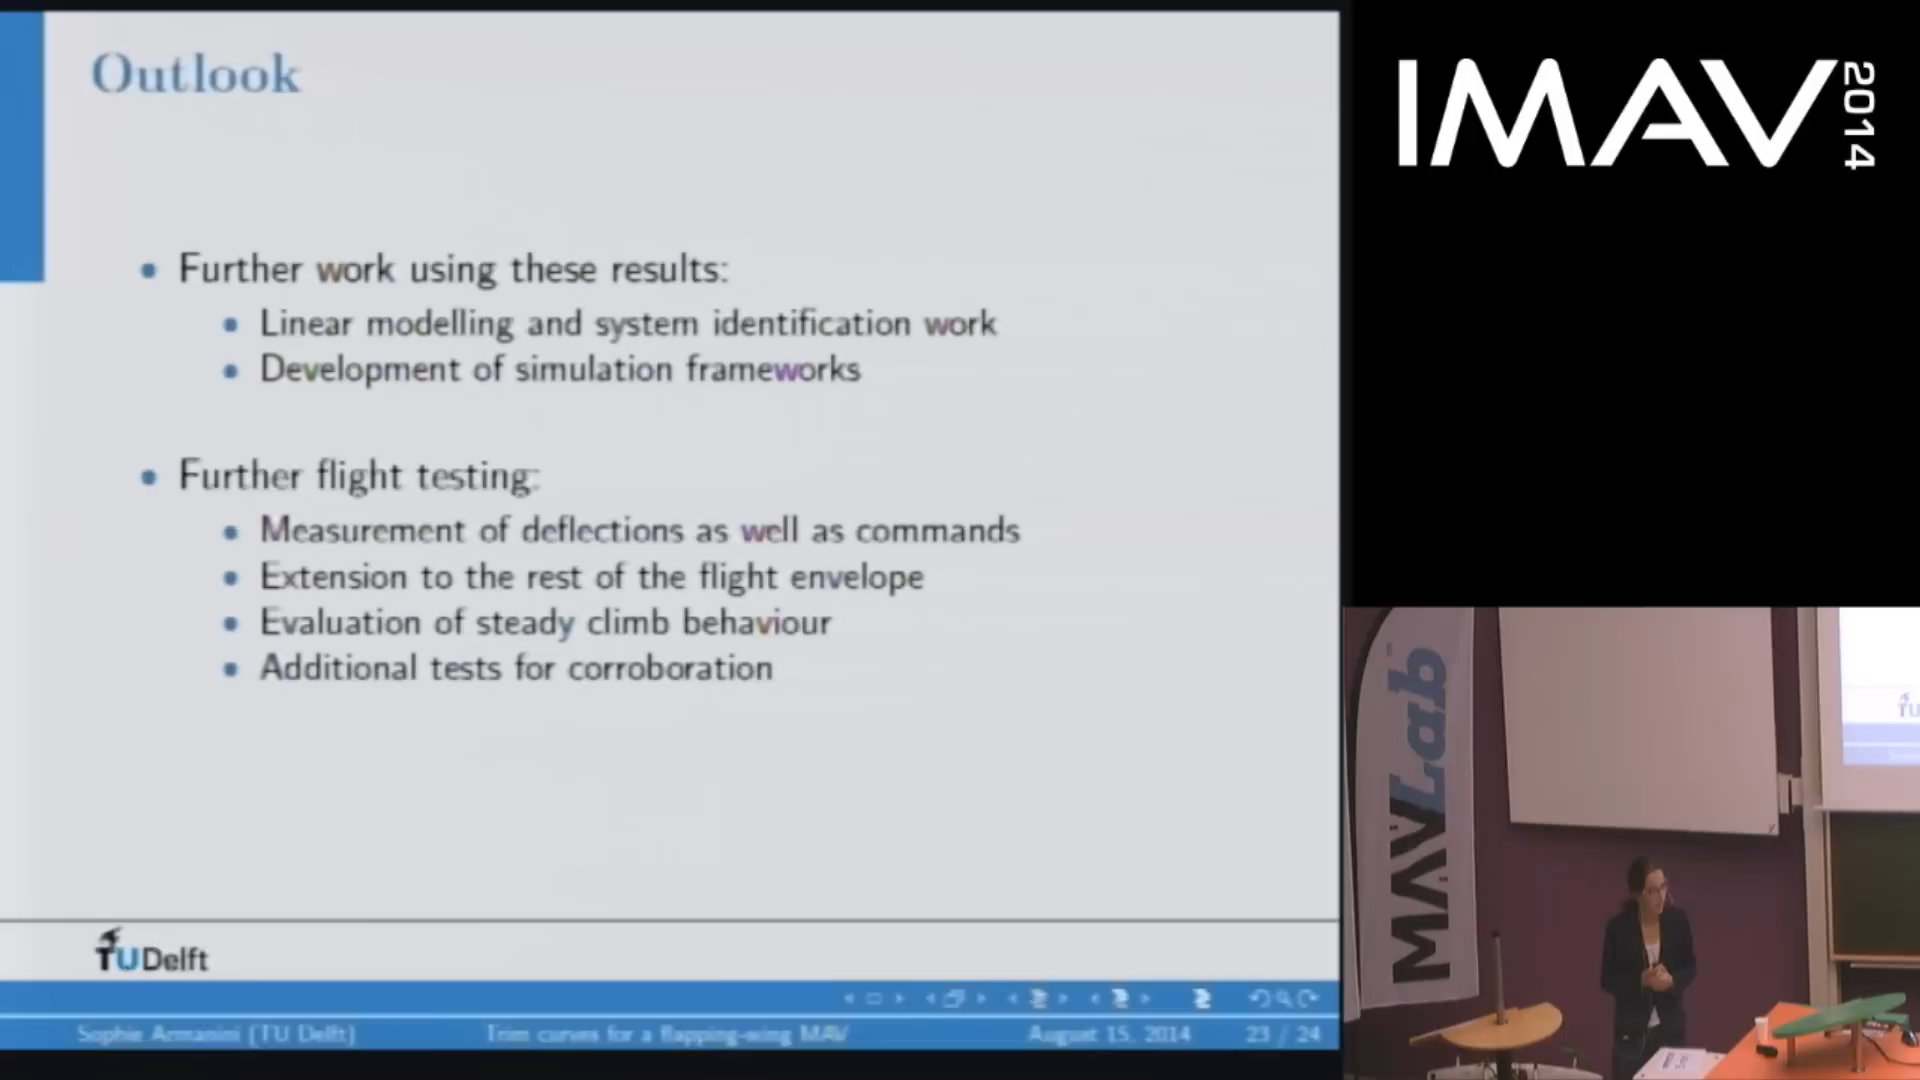 Outlook
Further work using these results:
Linear modelling and system identification work
Development of simulation frameworks
Further flight testing:
Measurement of deflections as well as commands
Extension to the rest of the flight envelope
Evaluation of steady climb behaviour
Additional tests for corroboration
TUDelft
Sophie Armanini (TU Delft) Trim curves for a flapping-wing MAV August 15, 2014 23 / 24
IMAV 2014
MAVLab
TU